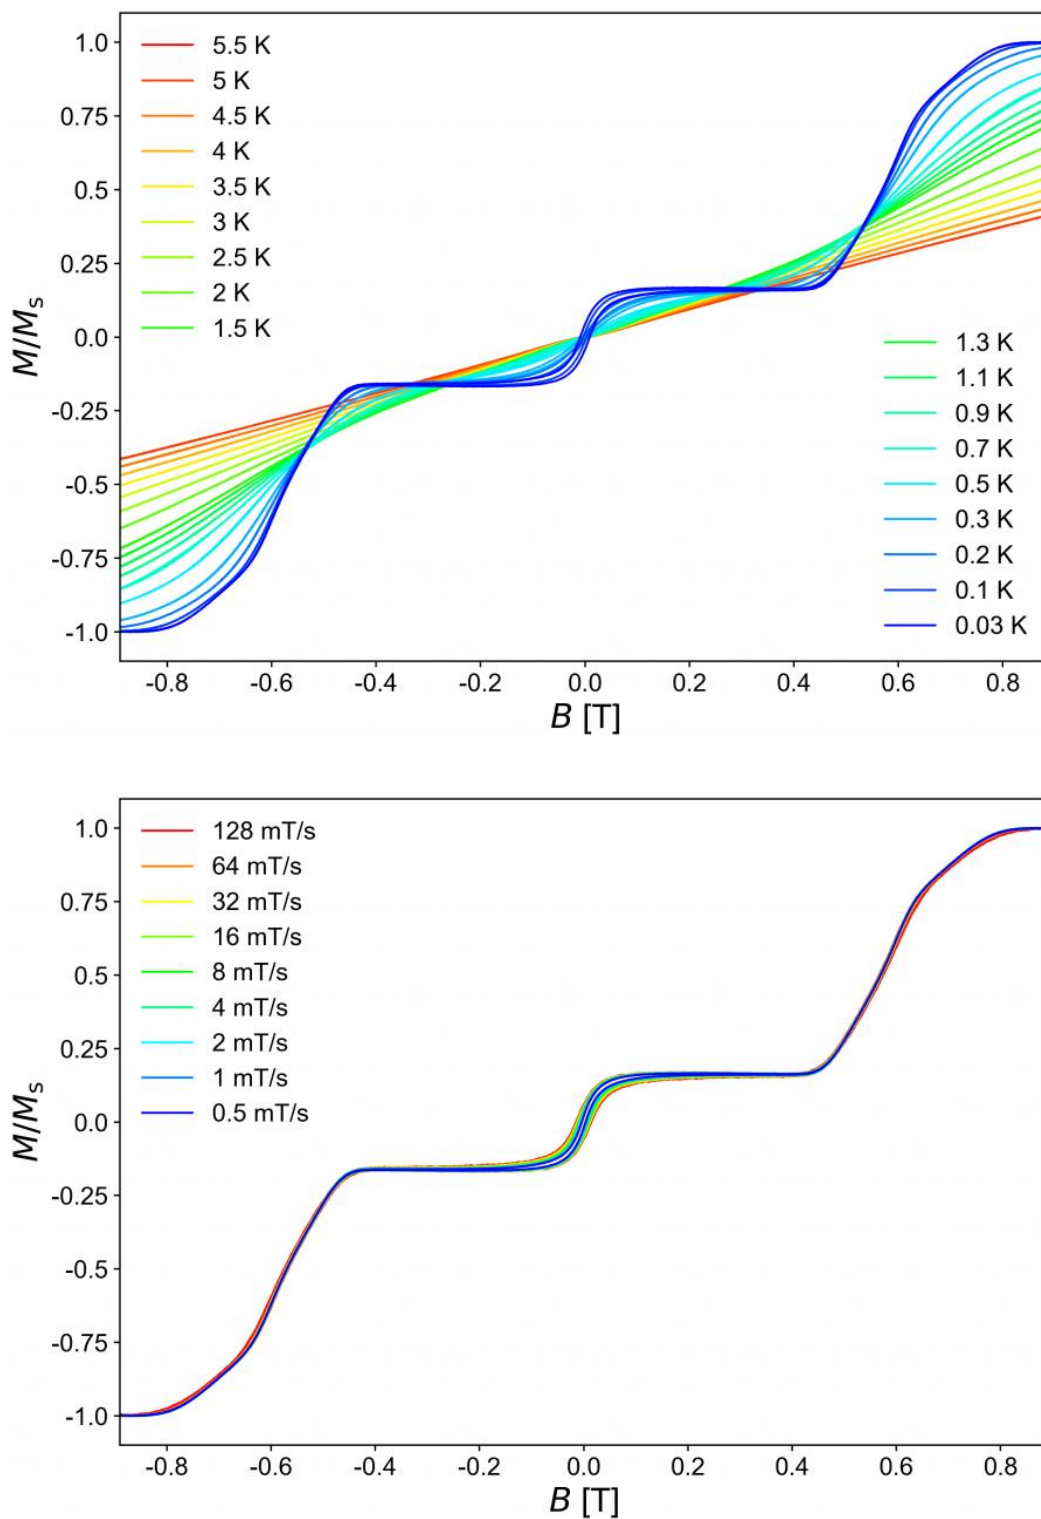 1.0
0.75
0.5
0.25
0.0
-0.25
-0.5
-0.75
-1.0
M/Ms
5.5 K
5 K
4.5 K
4 K
3.5 K
3 K
2.5 K
2 K
1.5 K
1.3 K
1.1 K
0.9 K
0.7 K
0.5 K
0.3 K
0.2 K
0.1 K
0.03 K
-0.8 -0.6 -0.4 -0.2 0.0 0.2 0.4 0.6 0.8
B [T]
1.0
0.75
0.5
0.25
0.0
-0.25
-0.5
-0.75
-1.0
M/Ms
128 mT/s
64 mT/s
32 mT/s
16 mT/s
8 mT/s
4 mT/s
2 mT/s
1 mT/s
0.5 mT/s
-0.8 -0.6 -0.4 -0.2 0.0 0.2 0.4 0.6 0.8
B [T]